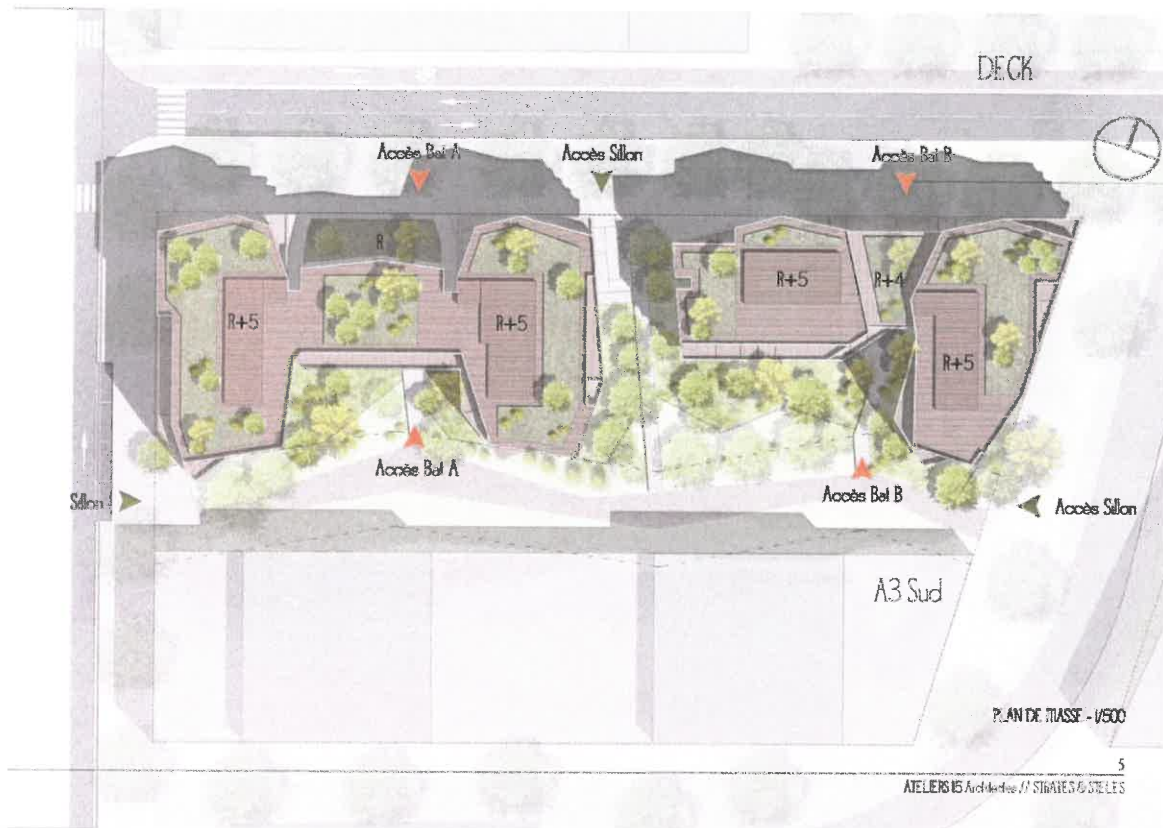 DECK
Accès Bat A
Accès Sillon
Accès Bat B
R
R+5
R+4
R+5
R+5
R+5
Accès Bat A
Accès Bat B
Sillon
Accès Sillon
A3 Sud
PLAN DE MASSE - 1/500
5
ATELIERS 115 Architectes // STRATES & STELES